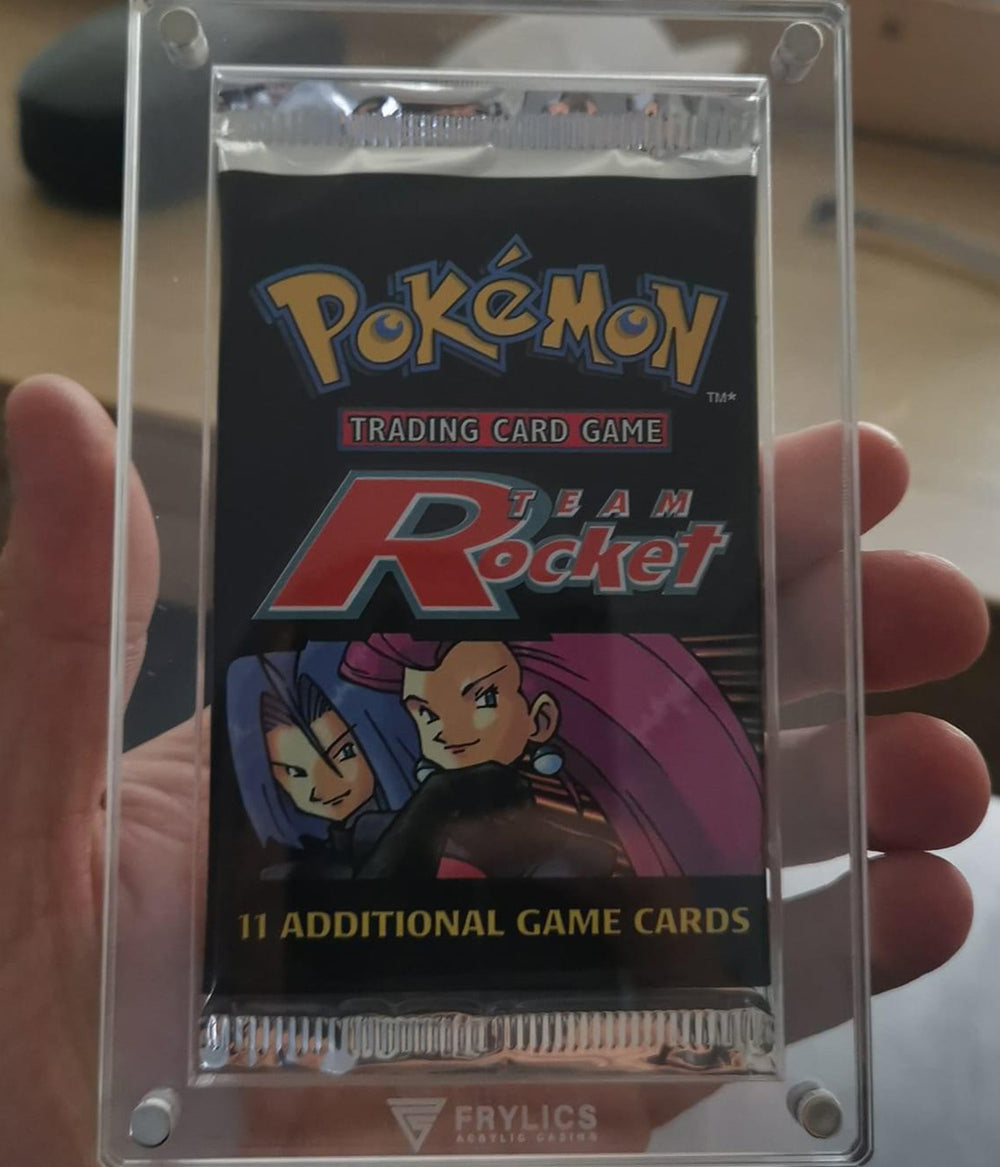 POKéMON
TM*
TRADING CARD GAME
TEAM
Rocket
11 ADDITIONAL GAME CARDS
FRYLICS
ACRYLIC CASING